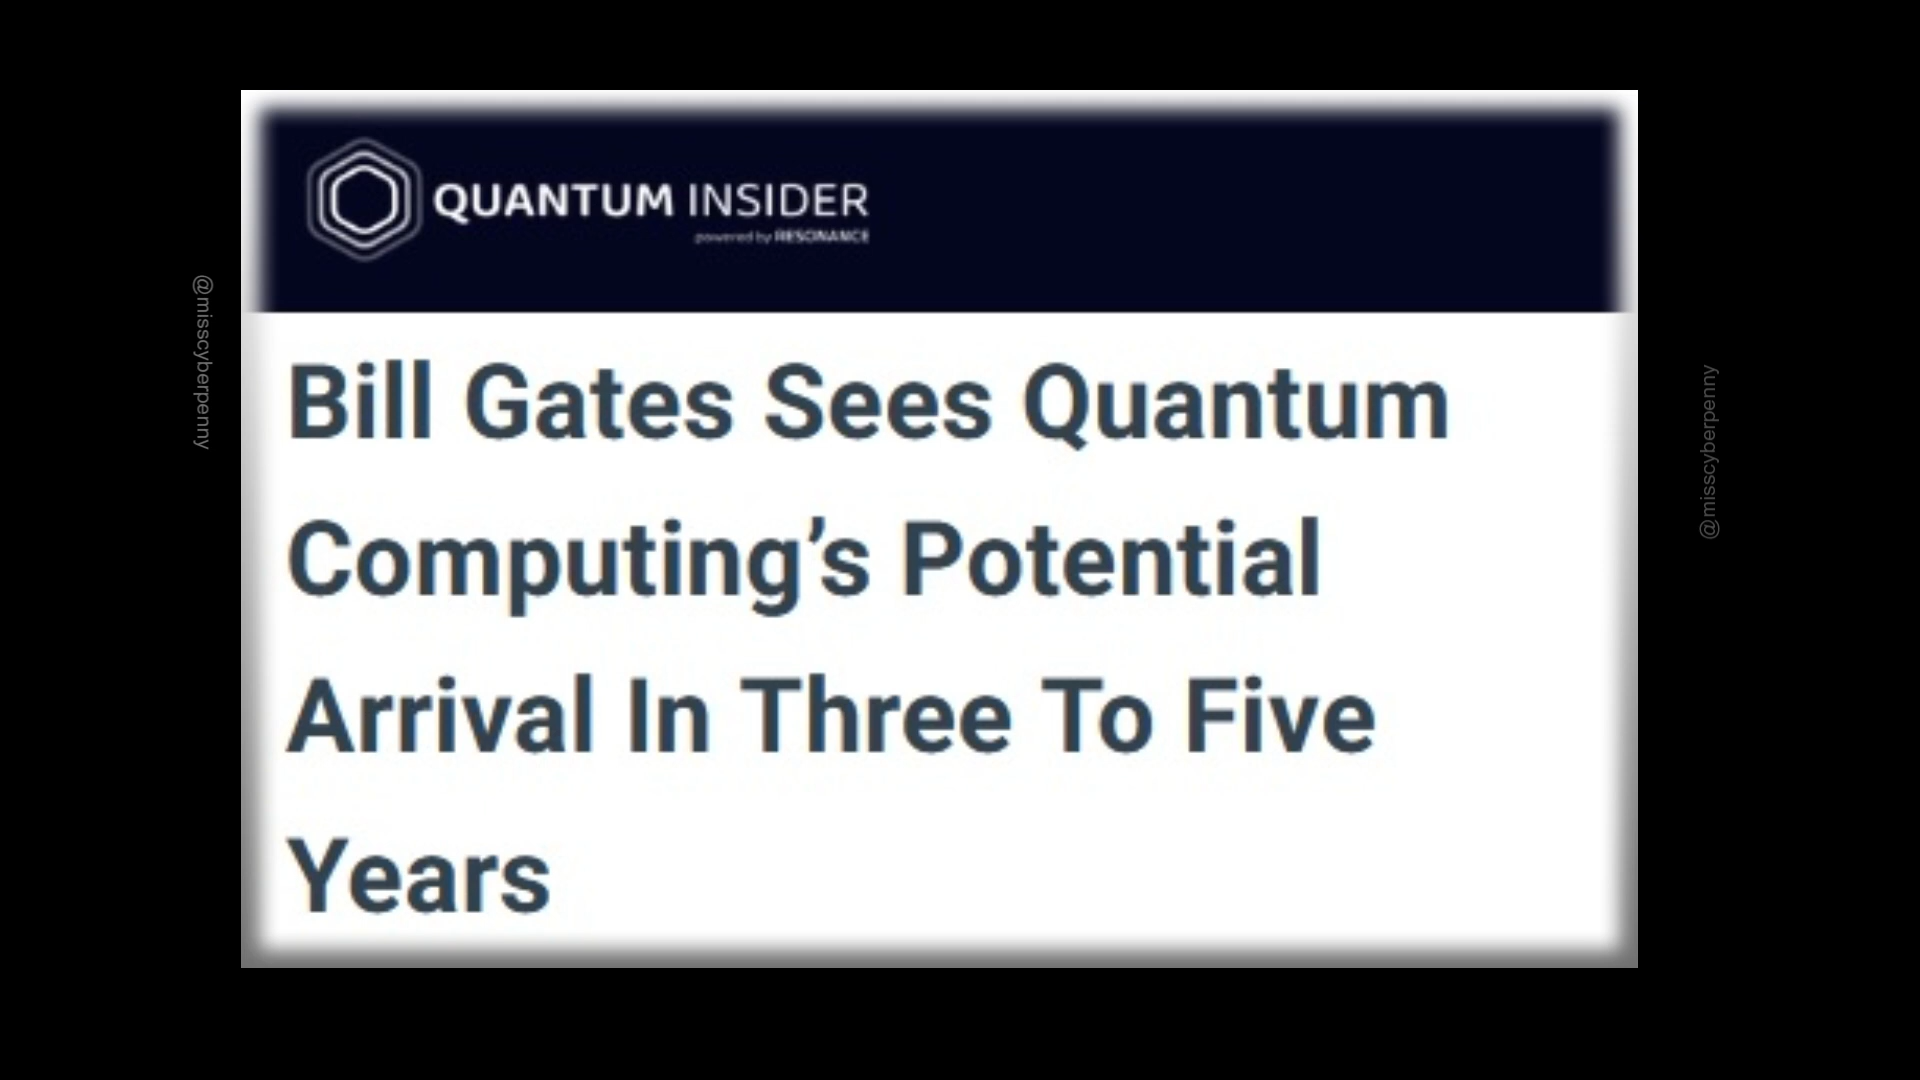 QUANTUM INSIDER
powered by RESONANCE
Bill Gates Sees Quantum
Computing’s Potential
Arrival In Three To Five
Years
@misscyberpenny
@misscyberpenny